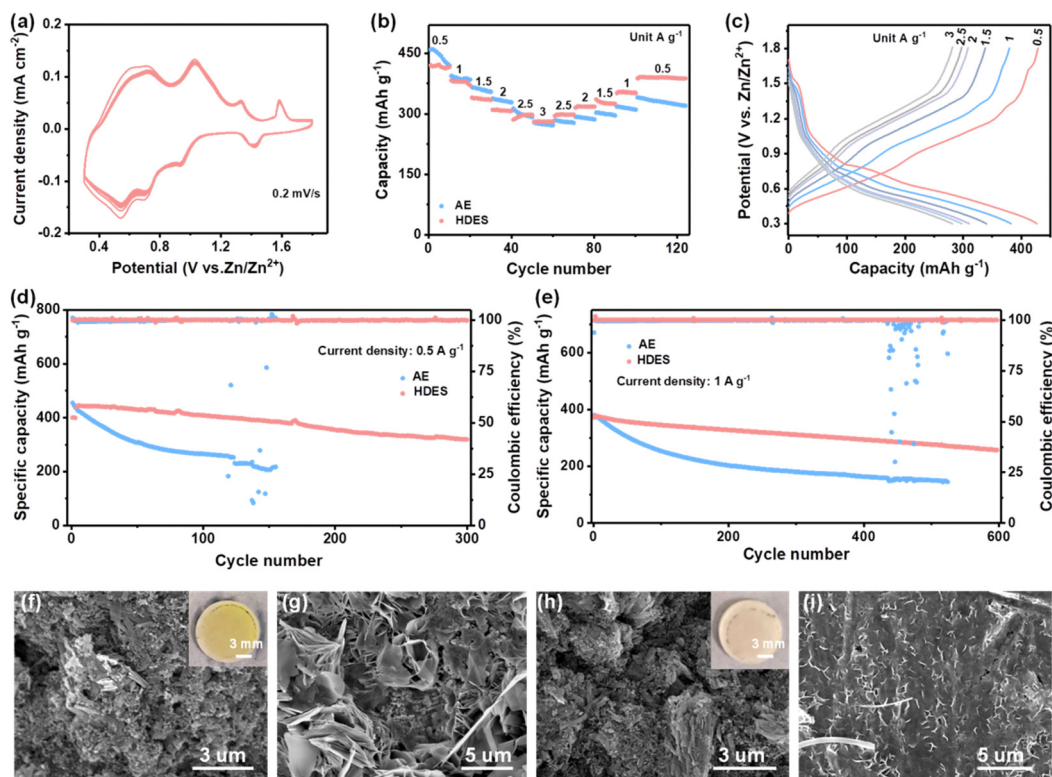 (a)
Current density (mA cm⁻²)
0.2
0.1
0.0
-0.1
-0.2
0.2 mV/s
0.4 0.8 1.2 1.6
Potential (V vs.Zn/Zn²⁺)
(b)
Capacity (mAh g⁻¹)
450
300
150
0
Unit A g⁻¹
0.5
1
1.5
2
2.5
3
2.5
2
1.5
1
0.5
AE
HDES
0 20 40 60 80 100 120
Cycle number
(c)
Potential (V vs. Zn/Zn²⁺)
1.8
1.5
1.2
0.9
0.6
0.3
Unit A g⁻¹
3
2.5
2
1.5
1
0.5
0 100 200 300 400
Capacity (mAh g⁻¹)
(d)
Specific capacity (mAh g⁻¹)
800
600
400
200
0
Current density: 0.5 A g⁻¹
AE
HDES
100
75
50
25
0
Coulombic efficiency (%)
0 100 200 300
Cycle number
(e)
Specific capacity (mAh g⁻¹)
600
400
200
0
AE
HDES
Current density: 1 A g⁻¹
100
75
50
25
0
Coulombic efficiency (%)
0 200 400 600
Cycle number
(f)
3 mm
3 um
(g)
5 um
(h)
3 mm
3 um
(i)
5 um